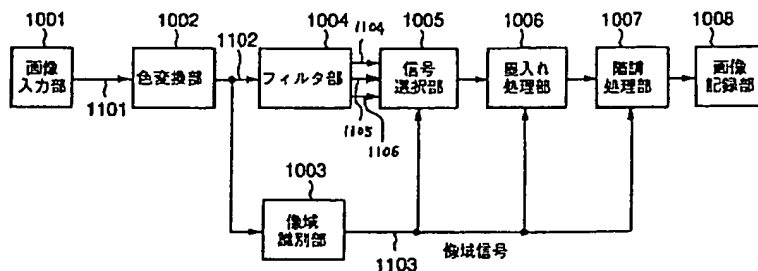 1001
1002
1102
1004
1104
1005
1006
1007
1008
画像
入力部
色変換部
フィルタ部
信号
選択部
墨入れ
処理部
階調
処理部
画像
記録部
1101
1105
1106
1003
像域
識別部
1103
像域信号